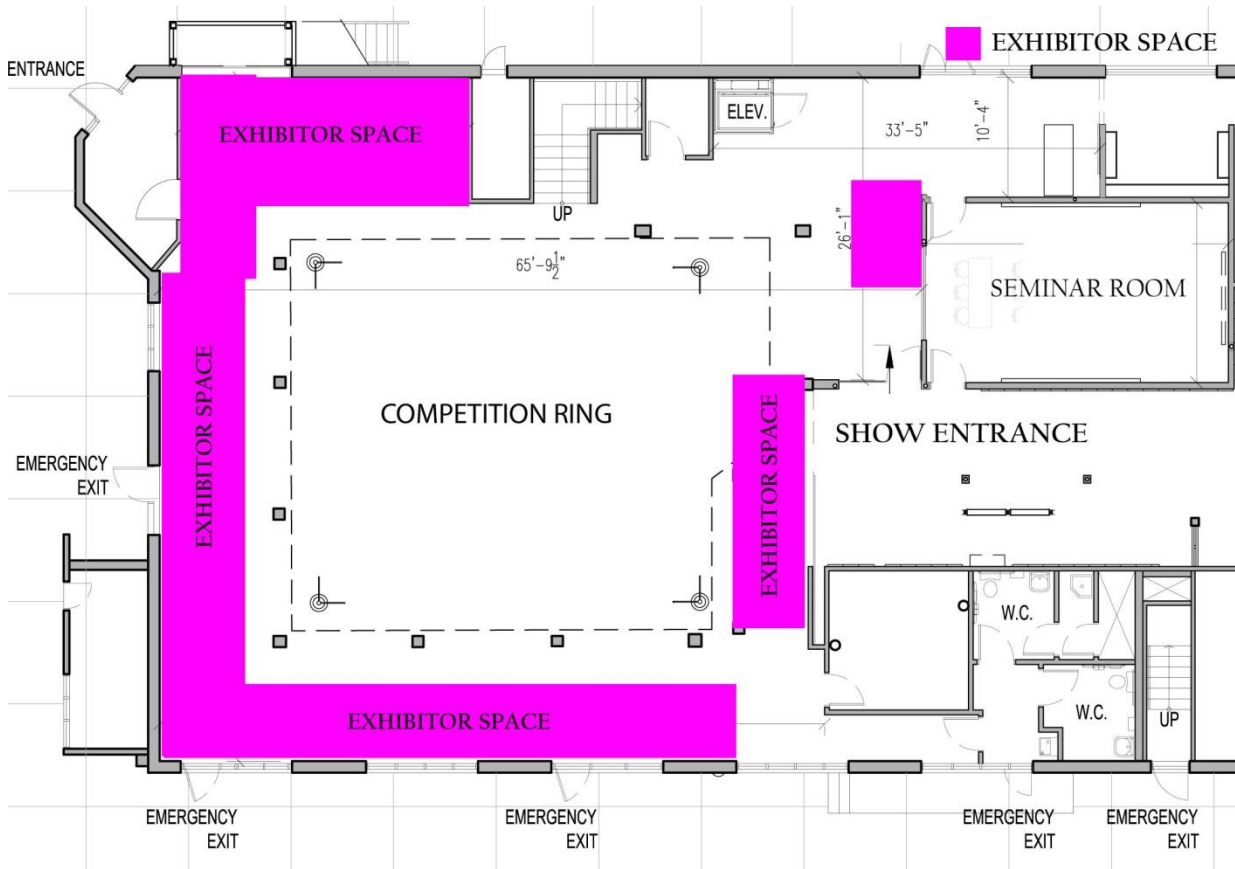 EXHIBITOR SPACE
ENTRANCE
EXHIBITOR SPACE
ELEV.
33'-5"
10'-4"
UP
26'-1"
65'-9½"
SEMINAR ROOM
EXHIBITOR SPACE
COMPETITION RING
EXHIBITOR SPACE
SHOW ENTRANCE
EMERGENCY
EXIT
W.C.
W.C.
UP
EXHIBITOR SPACE
EMERGENCY
EXIT
EMERGENCY
EXIT
EMERGENCY
EXIT
EMERGENCY
EXIT